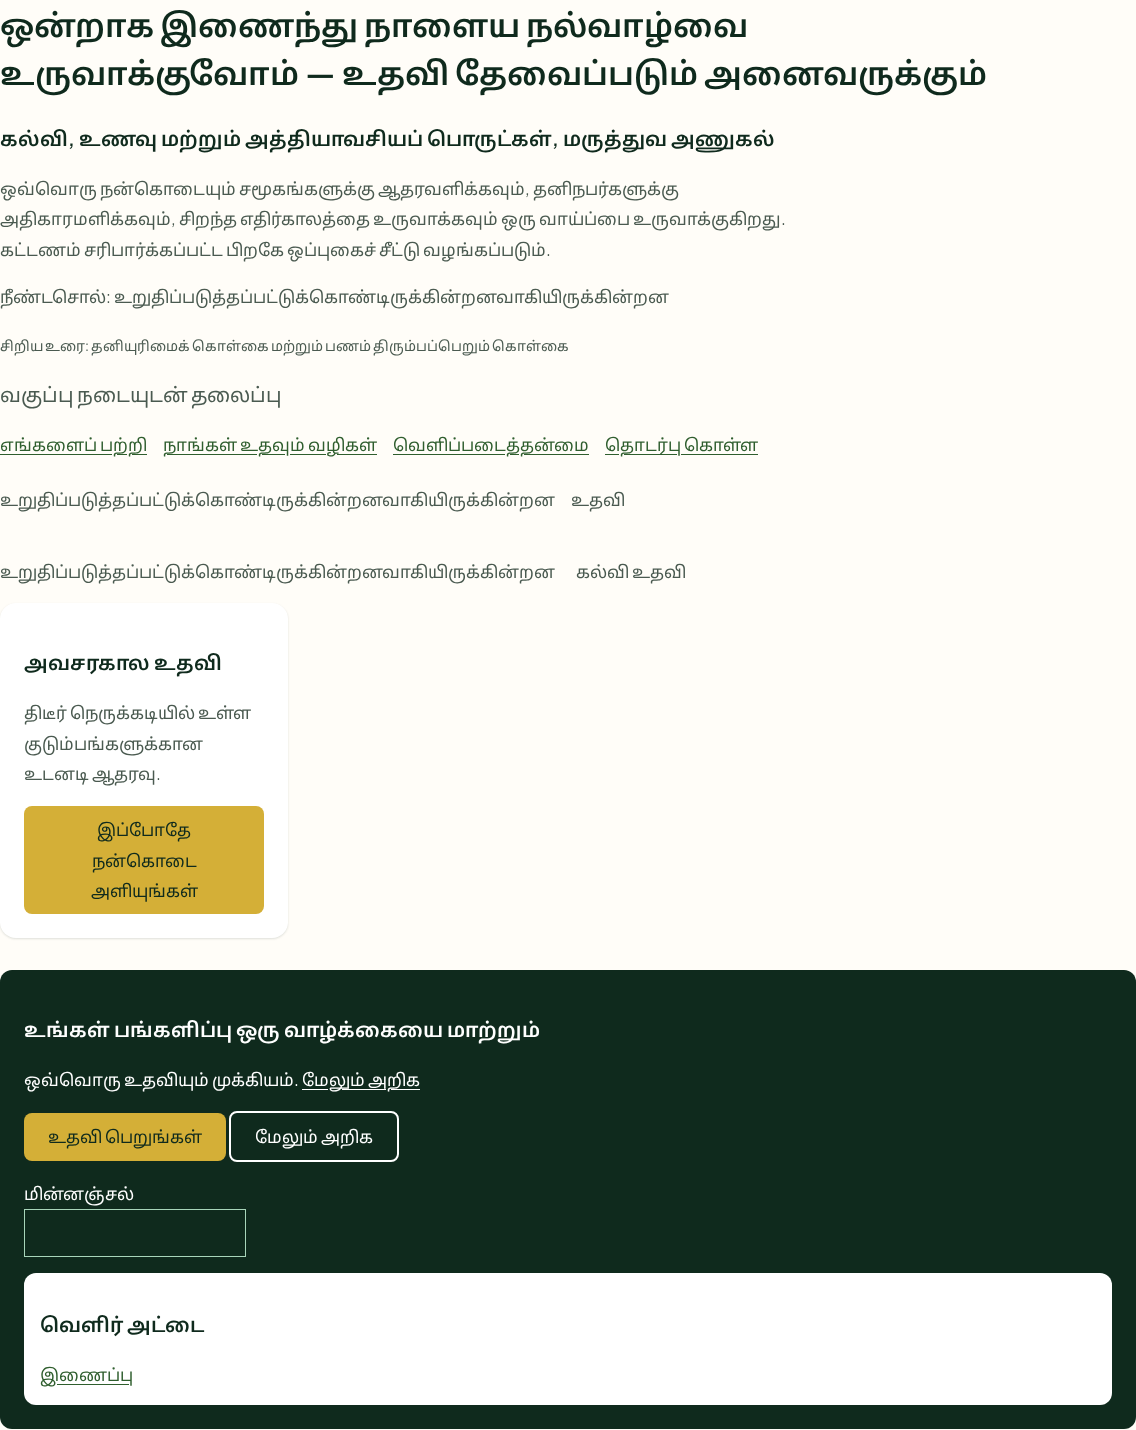 ஒன்றாக இணைந்து நாளைய நல்வாழ்வை
உருவாக்குவோம் — உதவி தேவைப்படும் அனைவருக்கும்
கல்வி, உணவு மற்றும் அத்தியாவசியப் பொருட்கள், மருத்துவ அணுகல்
ஒவ்வொரு நன்கொடையும் சமூகங்களுக்கு ஆதரவளிக்கவும், தனிநபர்களுக்கு
அதிகாரமளிக்கவும், சிறந்த எதிர்காலத்தை உருவாக்கவும் ஒரு வாய்ப்பை உருவாக்குகிறது.
கட்டணம் சரிபார்க்கப்பட்ட பிறகே ஒப்புகைச் சீட்டு வழங்கப்படும்.
நீண்டசொல்: உறுதிப்படுத்தப்பட்டுக்கொண்டிருக்கின்றனவாகியிருக்கின்றன
சிறிய உரை: தனியுரிமைக் கொள்கை மற்றும் பணம் திரும்பப்பெறும் கொள்கை
வகுப்பு நடையுடன் தலைப்பு
எங்களைப் பற்றி நாங்கள் உதவும் வழிகள் வெளிப்படைத்தன்மை தொடர்பு கொள்ள
உறுதிப்படுத்தப்பட்டுக்கொண்டிருக்கின்றனவாகியிருக்கின்றன உதவி
உறுதிப்படுத்தப்பட்டுக்கொண்டிருக்கின்றனவாகியிருக்கின்றன கல்வி உதவி
அவசரகால உதவி
திடீர் நெருக்கடியில் உள்ள
குடும்பங்களுக்கான
உடனடி ஆதரவு.
இப்போதே
நன்கொடை
அளியுங்கள்
உங்கள் பங்களிப்பு ஒரு வாழ்க்கையை மாற்றும்
ஒவ்வொரு உதவியும் முக்கியம். மேலும் அறிக
உதவி பெறுங்கள் மேலும் அறிக
மின்னஞ்சல்
வெளிர் அட்டை
இணைப்பு